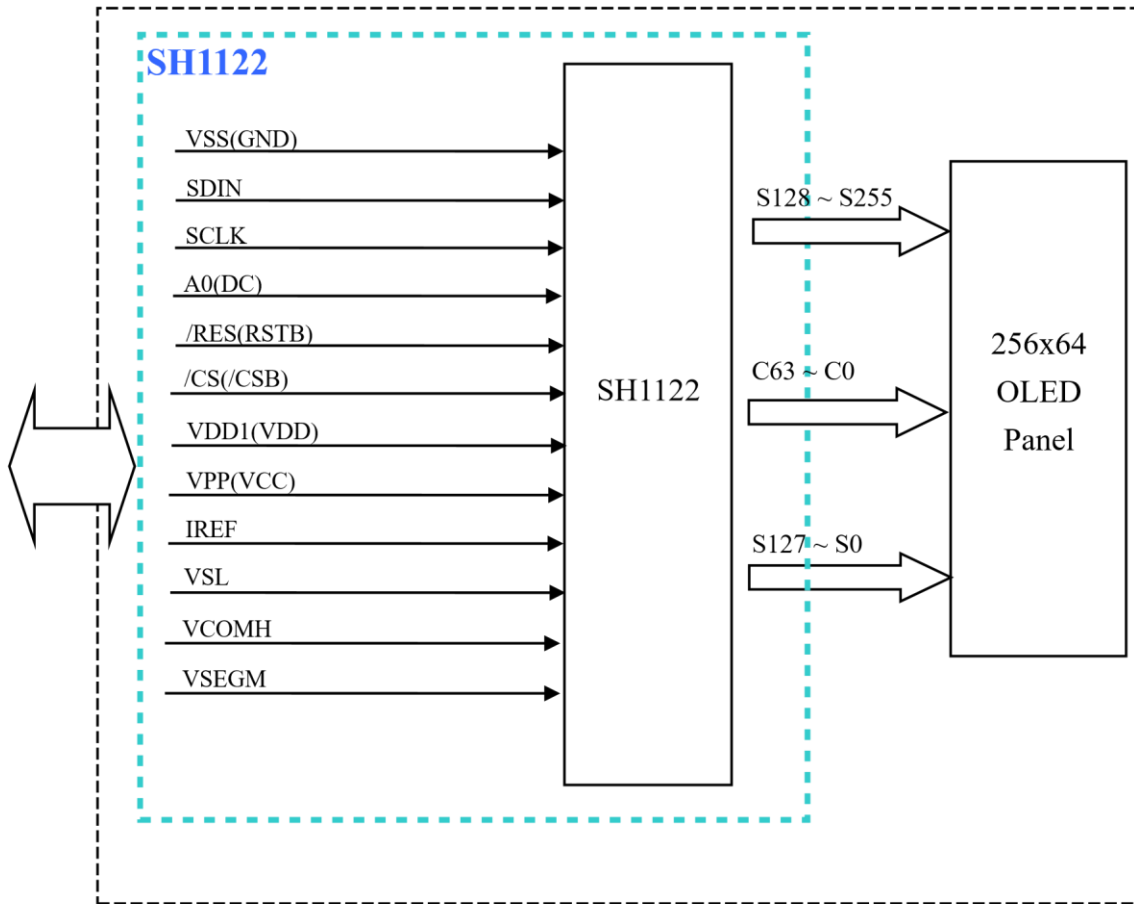 SH1122
VSS(GND)
SDIN
SCLK
A0(DC)
/RES(RSTB)
/CS(/CSB)
VDD1(VDD)
VPP(VCC)
IREF
VSL
VCOMH
VSEGM
SH1122
S128 ~ S255
C63 ~ C0
S127 ~ S0
256x64
OLED
Panel